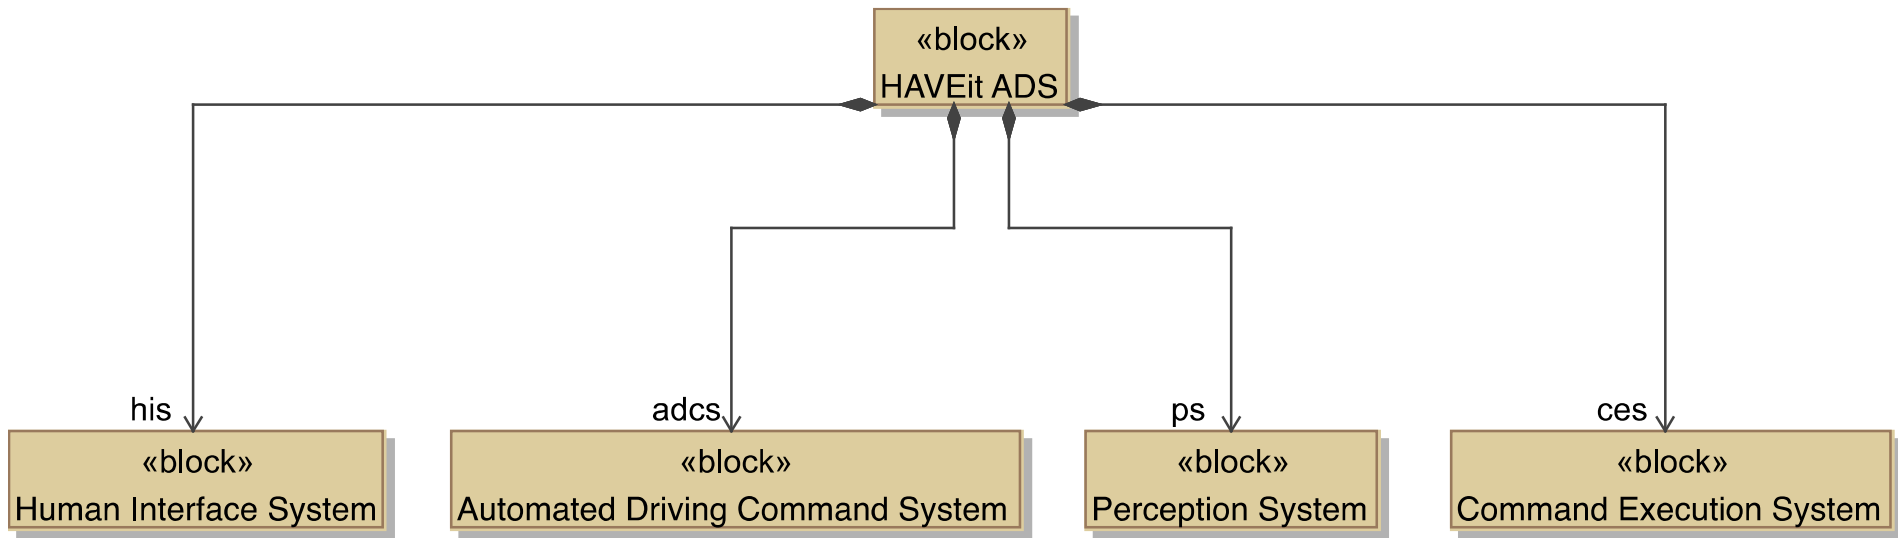 «block»
HAVEit ADS
his
adcs
ps
ces
«block»
Human Interface System
«block»
Automated Driving Command System
«block»
Perception System
«block»
Command Execution System